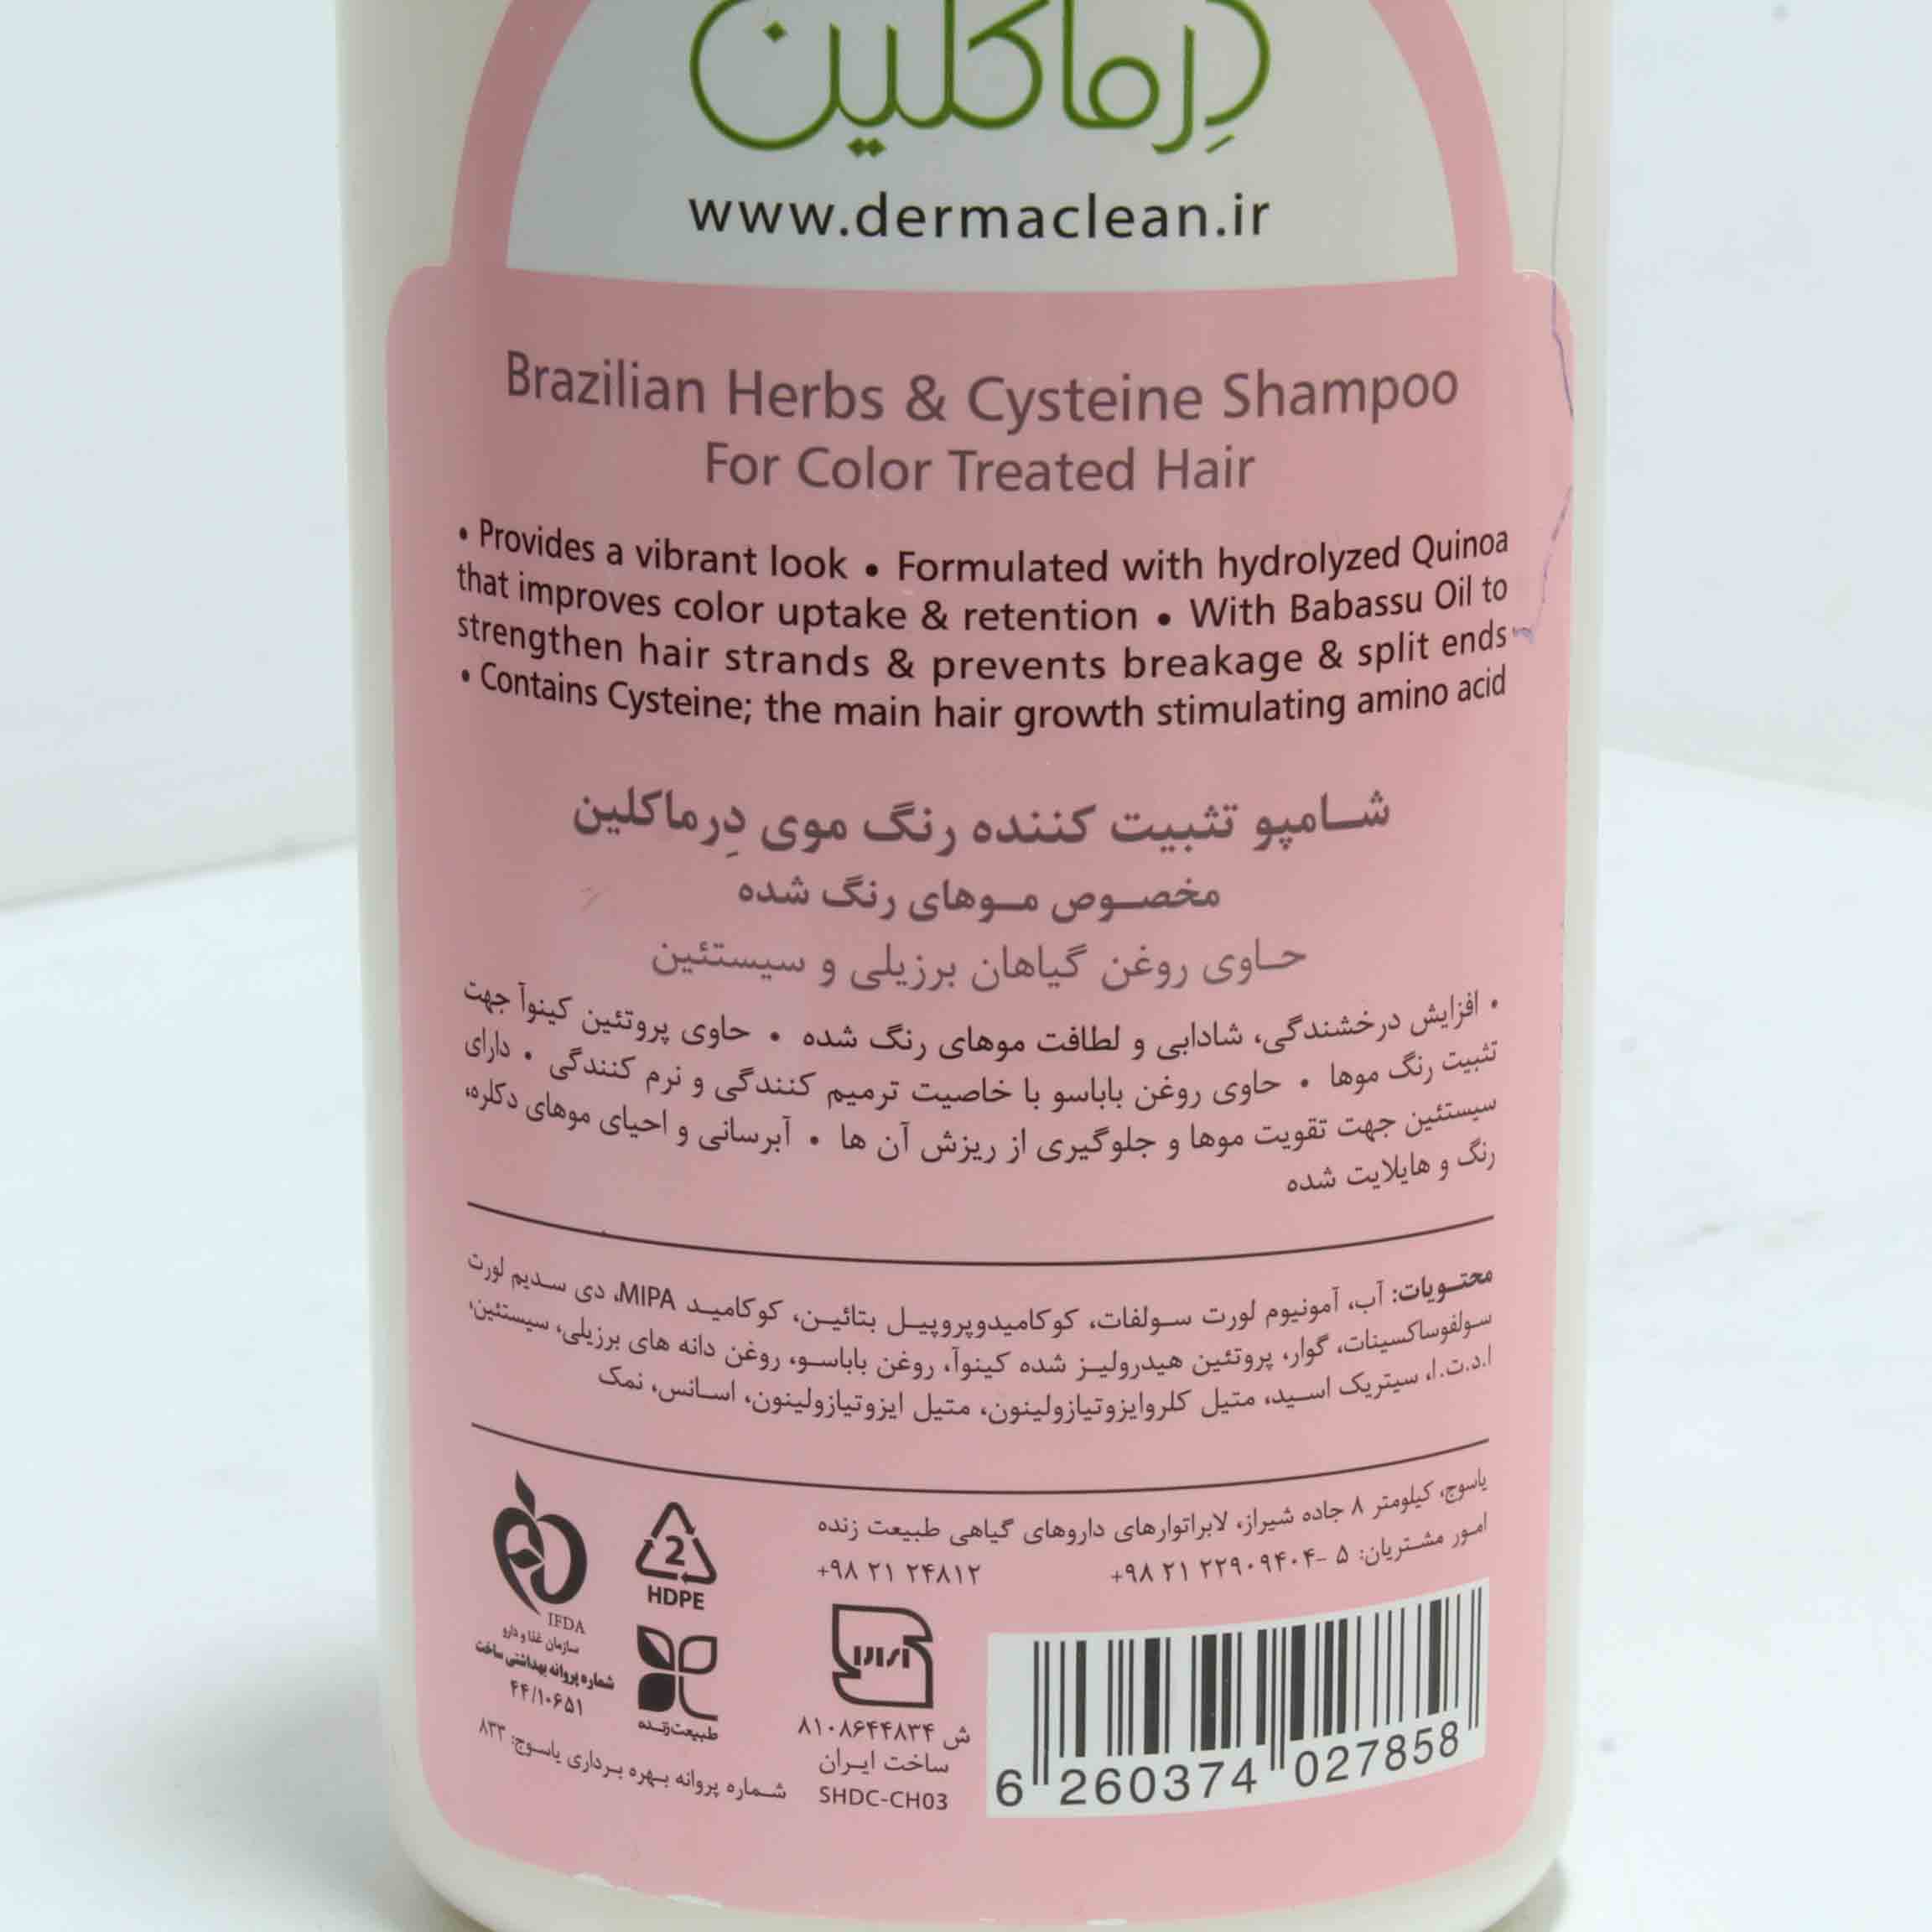 درماکلین
www.dermaclean.ir
Brazilian Herbs & Cysteine Shampoo
For Color Treated Hair
• Provides a vibrant look • Formulated with hydrolyzed Quinoa
that improves color uptake & retention • With Babassu Oil to
strengthen hair strands & prevents breakage & split ends
• Contains Cysteine; the main hair growth stimulating amino acid
شامپو تثبیت کننده رنگ موی دِرماکلین
مخصوص موهای رنگ شده
حاوی روغن گیاهان برزیلی و سیستئین
• افزایش درخشندگی، شادابی و لطافت موهای رنگ شده • حاوی پروتئین کینوآ جهت
تثبیت رنگ موها • حاوی روغن باباسو با خاصیت ترمیم کنندگی و نرم کنندگی • دارای
سیستئین جهت تقویت موها و جلوگیری از ریزش آن ها • آبرسانی و احیای موهای دکلره،
رنگ و هایلایت شده
محتویات: آب، آمونیوم لورت سولفات، کوکامیدوپروپیل بتائین، کوکامید MIPA، دی سدیم لورت
سولفوساکسینات، گوار، پروتئین هیدرولیز شده کینوآ، روغن باباسو، روغن دانه های برزیلی، سیستئین،
ا.د.ت.ا، سیتریک اسید، متیل کلروایزوتیازولینون، متیل ایزوتیازولینون، اسانس، نمک
یاسوج، کیلومتر ۸ جاده شیراز، لابراتوارهای داروهای گیاهی طبیعت زنده
امور مشتریان: ۵ -۲۲۹۰۹۴۰۴ ۲۱ ۹۸+ ۲۴۸۱۲ ۲۱ ۹۸+
2
HDPE
IFDA
سازمان غذا و دارو
شماره پروانه بهداشتی ساخت
۴۴/۱۰۶۵۱
طبیعت زنده
شماره پروانه بهره برداری یاسوج: ۸۳۳
ش ۸۱۰۸۶۴۴۸۳۴
ساخت ایران
SHDC-CH03
6 260374 027858